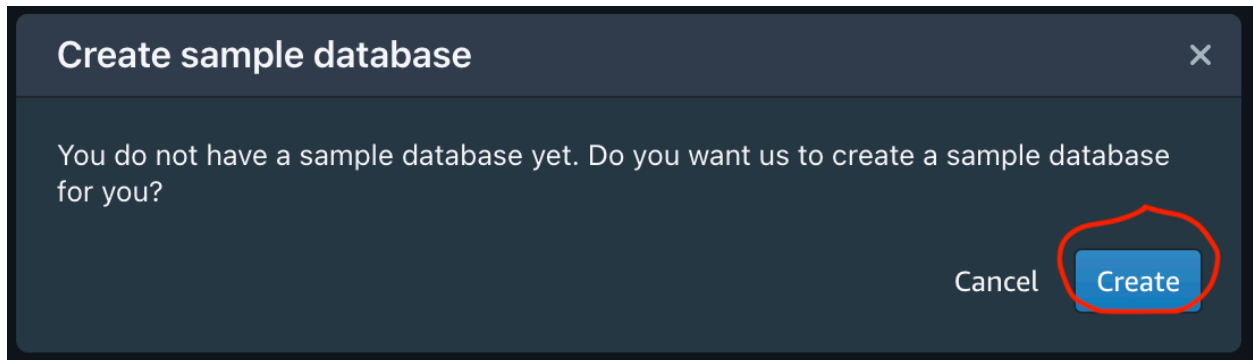 Create sample database
You do not have a sample database yet. Do you want us to create a sample database
for you?
Cancel
Create